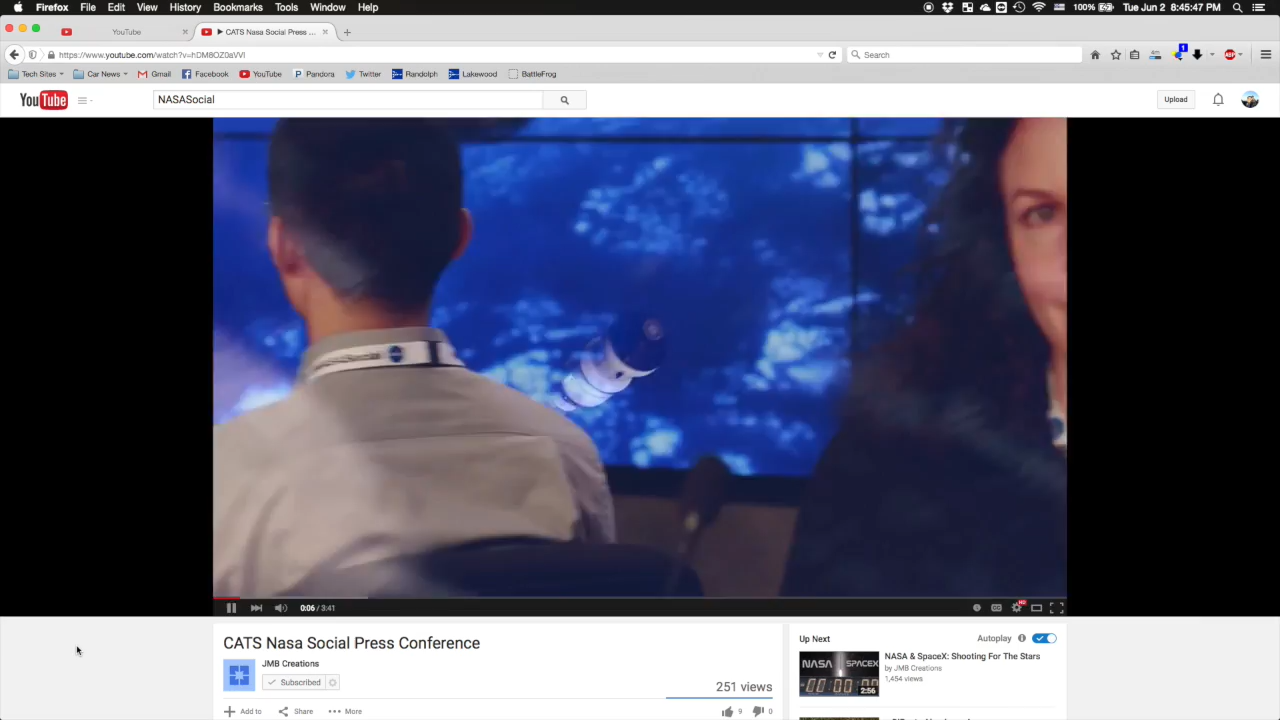 Firefox File Edit View History Bookmarks Tools Window Help 100% Tue Jun 2 8:45:47 PM
YouTube CATS Nasa Social Press ...
https://www.youtube.com/watch?v=hDM8OZ0aVVI Search
Tech Sites Car News Gmail Facebook YouTube Pandora Twitter Randolph Lakewood BattleFrog
YouTube NASASocial Upload
0:06 / 3:41
CATS Nasa Social Press Conference
JMB Creations
Subscribed
251 views
Add to Share More 9 0
Up Next Autoplay
NASA SPACEX
00:00:00
2:56
NASA & SpaceX: Shooting For The Stars
by JMB Creations
1,454 views